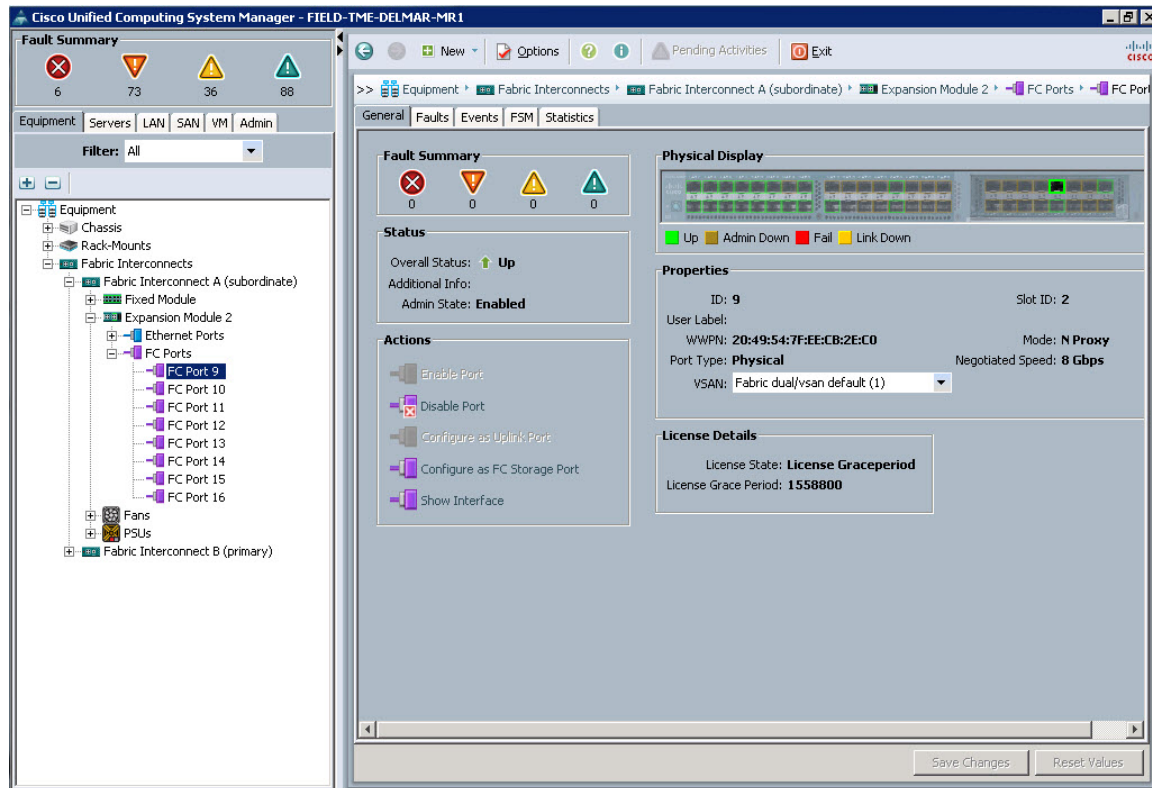 Cisco Unified Computing System Manager - FIELD-TME-DELMAR-MR1
Fault Summary
6 73 36 88
New Options Pending Activities Exit
CISCO
>> Equipment Fabric Interconnects Fabric Interconnect A (subordinate) Expansion Module 2 FC Ports FC Port
Equipment Servers LAN SAN VM Admin
Filter: All
Equipment
Chassis
Rack-Mounts
Fabric Interconnects
Fabric Interconnect A (subordinate)
Fixed Module
Expansion Module 2
Ethernet Ports
FC Ports
FC Port 9
FC Port 10
FC Port 11
FC Port 12
FC Port 13
FC Port 14
FC Port 15
FC Port 16
Fans
PSUs
Fabric Interconnect B (primary)
General Faults Events FSM Statistics
Fault Summary
0 0 0 0
Status
Overall Status: Up
Additional Info:
Admin State: Enabled
Actions
Enable Port
Disable Port
Configure as Uplink Port
Configure as FC Storage Port
Show Interface
Physical Display
Up Admin Down Fail Link Down
Properties
ID: 9 Slot ID: 2
User Label:
WWPN: 20:49:54:7F:EE:CB:2E:C0 Mode: N Proxy
Port Type: Physical Negotiated Speed: 8 Gbps
VSAN: Fabric dual/vsan default (1)
License Details
License State: License Graceperiod
License Grace Period: 1558800
Save Changes Reset Values